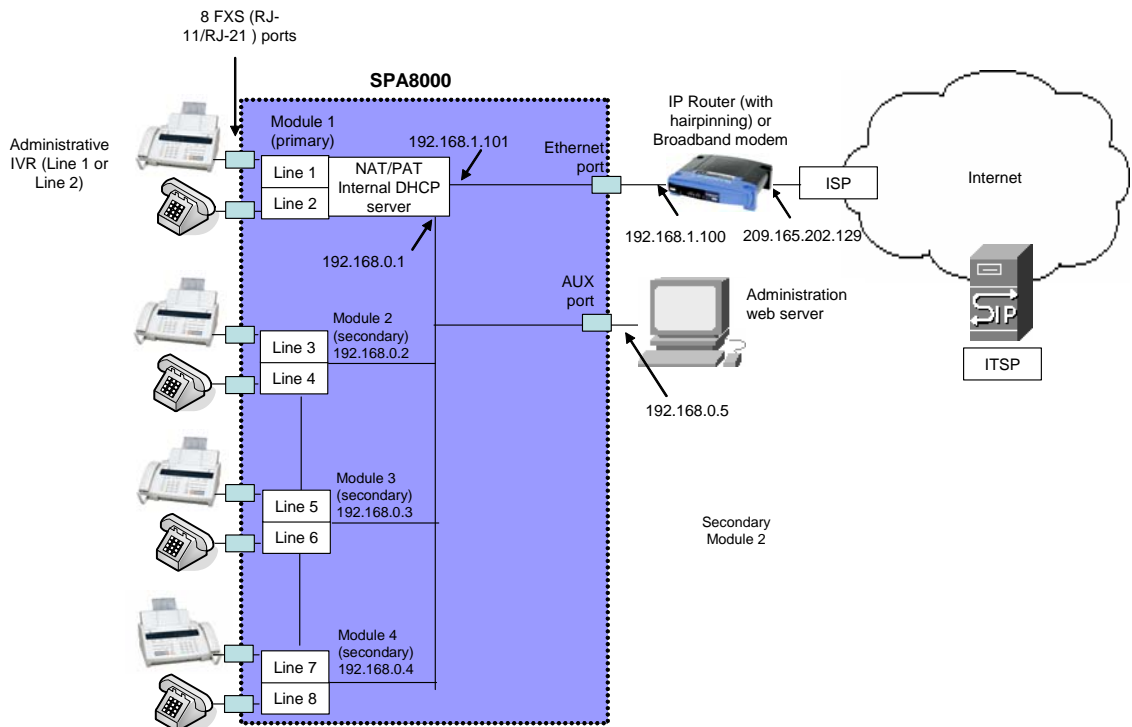 8 FXS (RJ-
11/RJ-21 ) ports
SPA8000
Administrative
IVR (Line 1 or
Line 2)
Module 1
(primary)
192.168.1.101
Line 1
Line 2
NAT/PAT
Internal DHCP
server
192.168.0.1
Ethernet
port
IP Router (with
hairpinning) or
Broadband modem
192.168.1.100
209.165.202.129
ISP
Internet
IP
ITSP
AUX
port
Administration
web server
192.168.0.5
Module 2
(secondary)
192.168.0.2
Line 3
Line 4
Module 3
(secondary)
192.168.0.3
Line 5
Line 6
Secondary
Module 2
Module 4
(secondary)
192.168.0.4
Line 7
Line 8